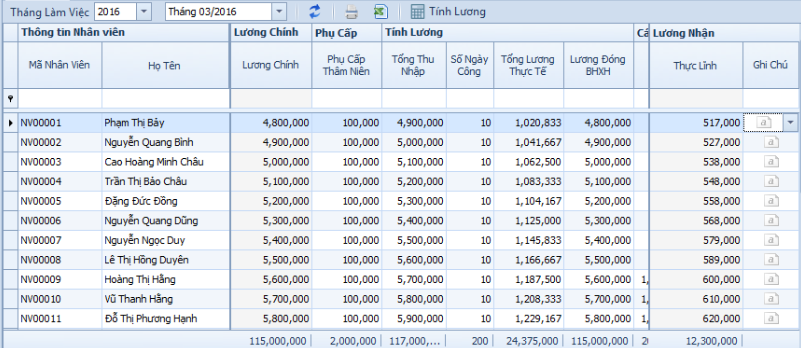 Tháng Làm Việc 2016 Tháng 03/2016 Tính Lương
Thông tin Nhân viên Lương Chính Phụ Cấp Tính Lương Cá Lương Nhận
Mã Nhân Viên Họ Tên Lương Chính Phụ Cấp Thâm Niên Tổng Thu Nhập Số Ngày Công Tổng Lương Thực Tế Lương Đóng BHXH Thực Lĩnh Ghi Chú
NV00001 Phạm Thị Bảy 4,800,000 100,000 4,900,000 10 1,020,833 4,800,000 517,000
NV00002 Nguyễn Quang Bình 4,900,000 100,000 5,000,000 10 1,041,667 4,900,000 527,000
NV00003 Cao Hoàng Minh Châu 5,000,000 100,000 5,100,000 10 1,062,500 5,000,000 538,000
NV00004 Trần Thị Bảo Châu 5,100,000 100,000 5,200,000 10 1,083,333 5,100,000 548,000
NV00005 Đặng Đức Đồng 5,200,000 100,000 5,300,000 10 1,104,167 5,200,000 558,000
NV00006 Nguyễn Quang Dũng 5,300,000 100,000 5,400,000 10 1,125,000 5,300,000 568,000
NV00007 Nguyễn Ngọc Duy 5,400,000 100,000 5,500,000 10 1,145,833 5,400,000 579,000
NV00008 Lê Thị Hồng Duyên 5,500,000 100,000 5,600,000 10 1,166,667 5,500,000 589,000
NV00009 Hoàng Thị Hằng 5,600,000 100,000 5,700,000 10 1,187,500 5,600,000 1, 600,000
NV00010 Vũ Thanh Hằng 5,700,000 100,000 5,800,000 10 1,208,333 5,700,000 1, 610,000
NV00011 Đỗ Thị Phương Hạnh 5,800,000 100,000 5,900,000 10 1,229,167 5,800,000 1, 620,000
115,000,000 2,000,000 117,000,... 200 24,375,000 115,000,000 12,300,000